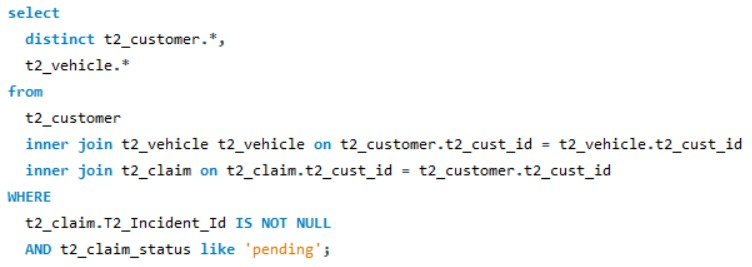 select
distinct t2_customer.*,
t2_vehicle.*
from
t2_customer
inner join t2_vehicle t2_vehicle on t2_customer.t2_cust_id = t2_vehicle.t2_cust_id
inner join t2_claim on t2_claim.t2_cust_id = t2_customer.t2_cust_id
WHERE
t2_claim.T2_Incident_Id IS NOT NULL
AND t2_claim_status like 'pending';